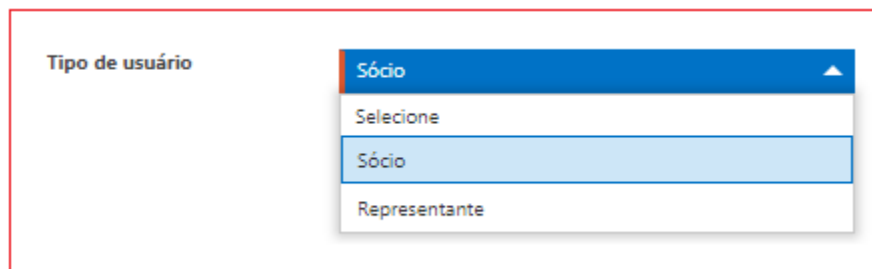 Tipo de usuário
Sócio
Selecione
Sócio
Representante